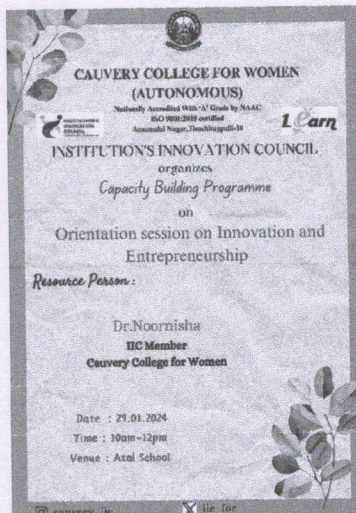 CAUVERY COLLEGE FOR WOMEN
(AUTONOMOUS)
Nationally Accredited With 'A' Grade by NAAC
ISO 9001:2015 certified
Annamalai Nagar, Tiruchirappalli-18
Learn
INSTITUTION'S INNOVATION COUNCIL
organizes
Capacity Building Programme
on
Orientation session on Innovation and
Entrepreneurship
Resource Person :
Dr.Noornisha
IIC Member
Cauvery College for Women
Date : 29.01.2024
Time : 10am-12pm
Venue : Atal School